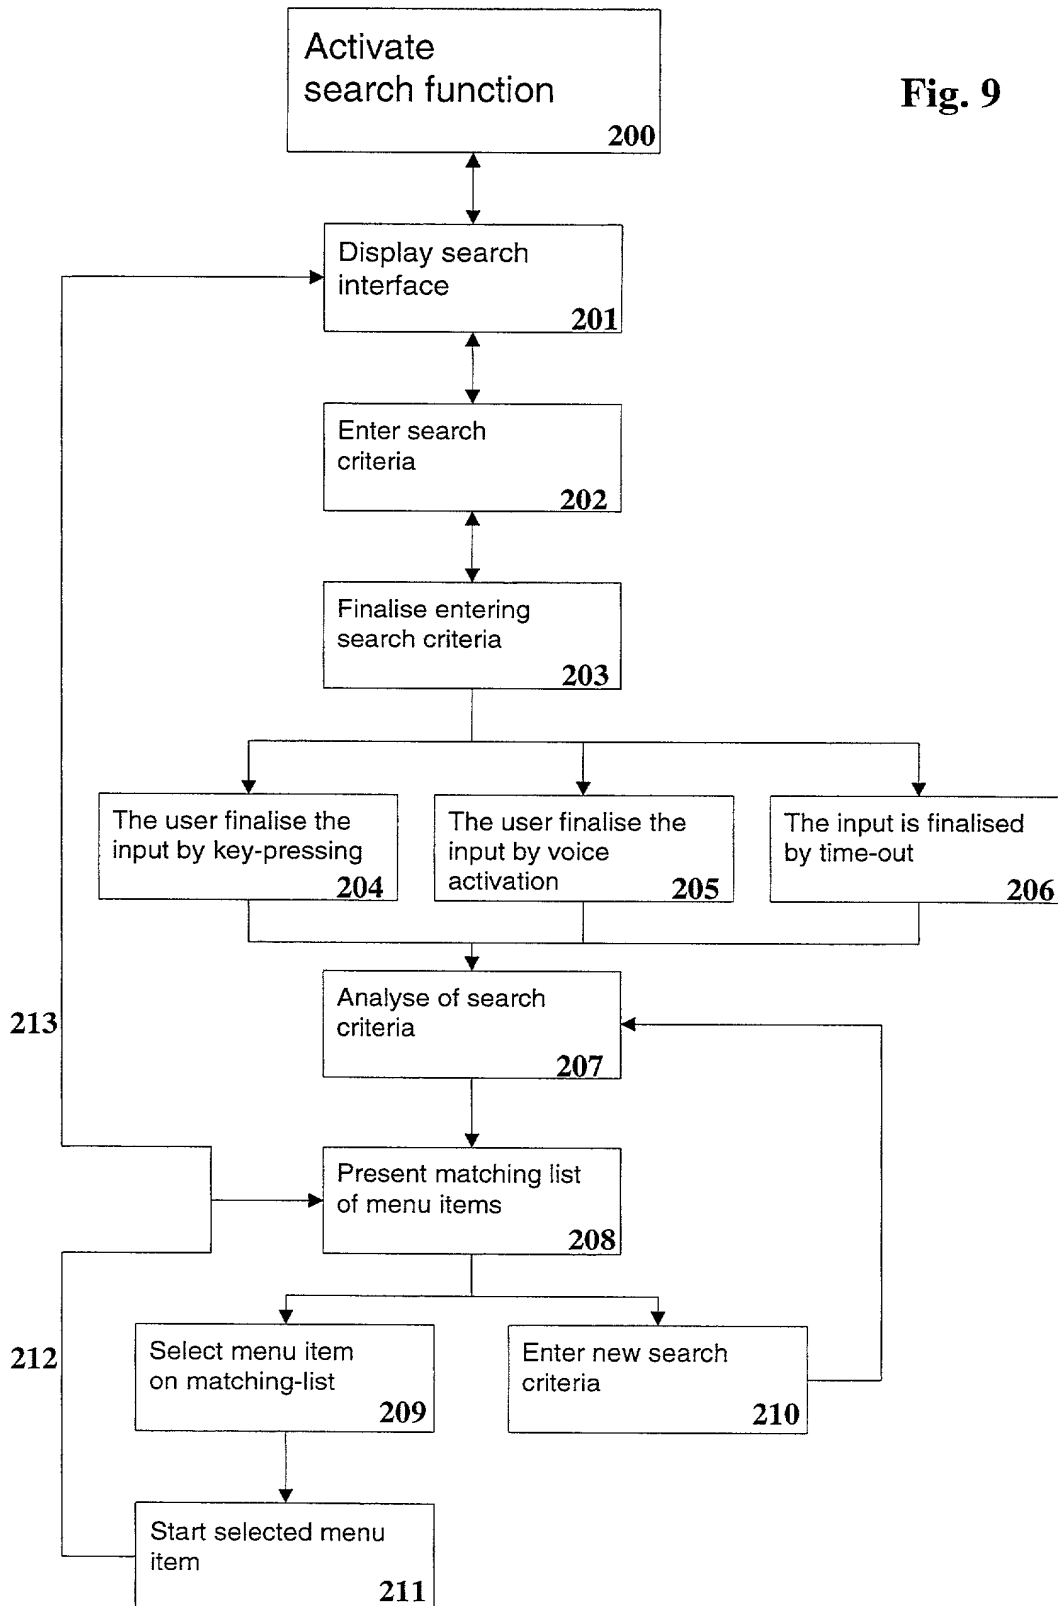 Activate
search function
200
Fig. 9
Display search
interface
201
Enter search
criteria
202
Finalise entering
search criteria
203
The user finalise the
input by key-pressing
204
The user finalise the
input by voice
activation
205
The input is finalised
by time-out
206
Analyse of search
criteria
207
213
Present matching list
of menu items
208
212
Select menu item
on matching-list
209
Enter new search
criteria
210
Start selected menu
item
211